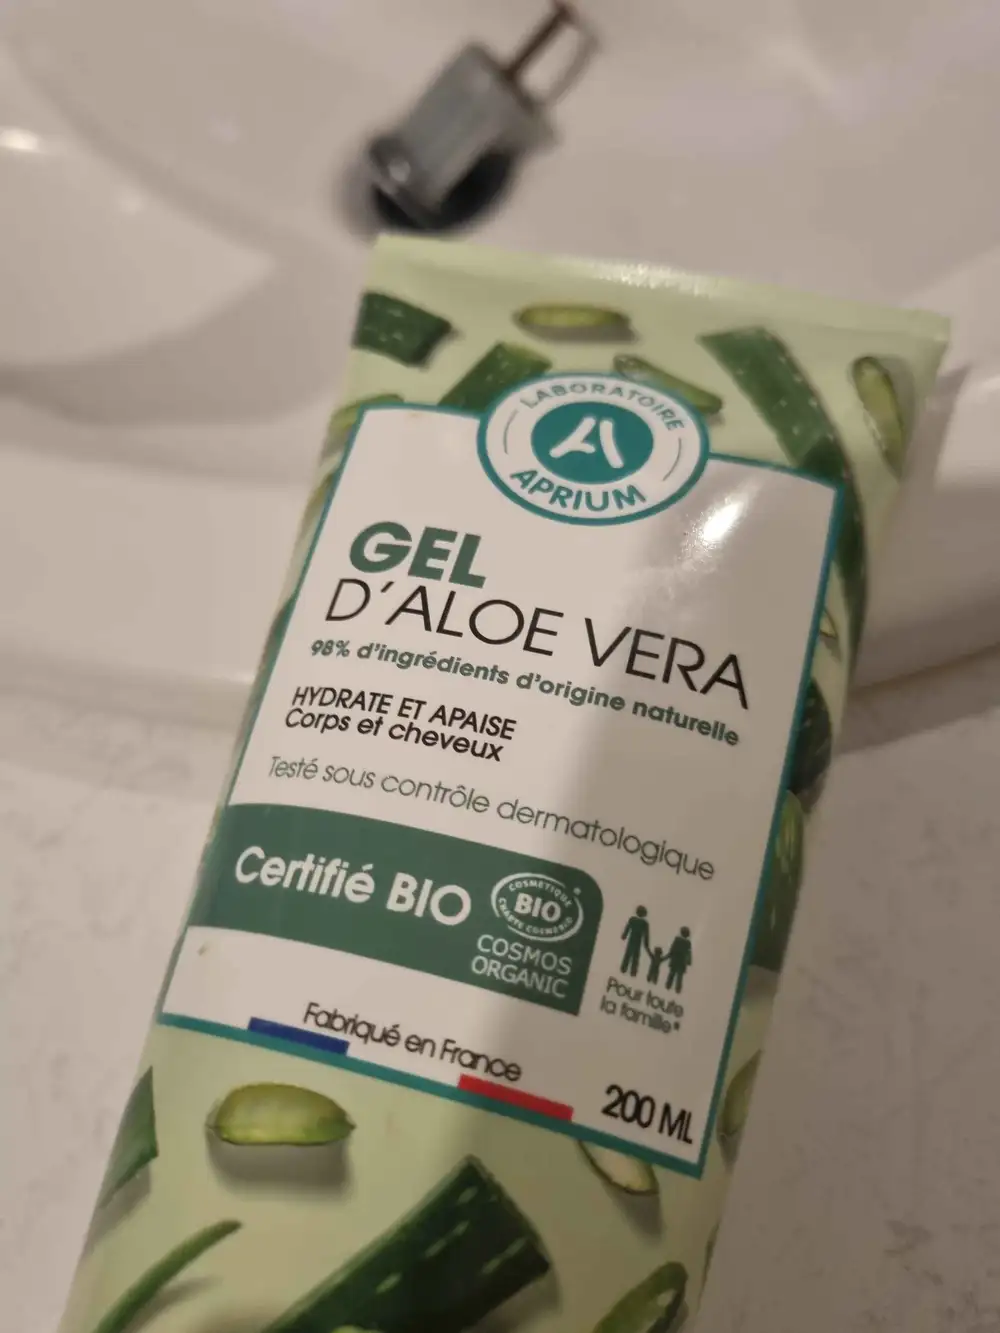 LABORATOIRE
APRIUM
GEL
D'ALOE VERA
98% d'ingrédients d'origine naturelle
HYDRATE ET APAISE
Corps et cheveux
Testé sous contrôle dermatologique
Certifié BIO
COSMETIQUE
BIO
CHARTE COSMEBIO
COSMOS
ORGANIC
Pour toute
la famille*
Fabriqué en France
200 ML